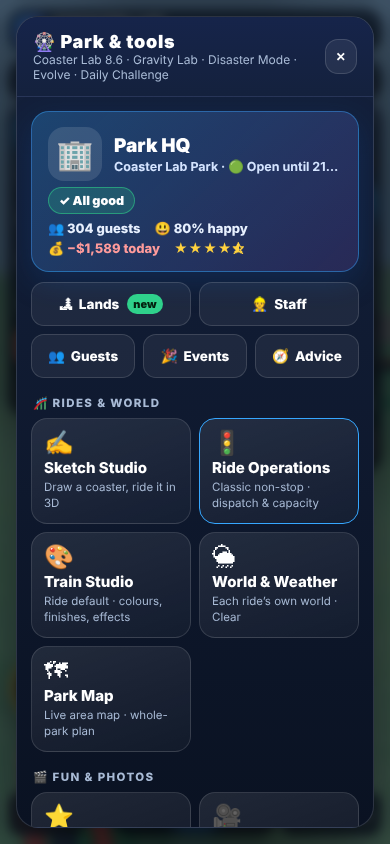 Park & tools
Coaster Lab 8.6 · Gravity Lab · Disaster Mode ·
Evolve · Daily Challenge
×
Park HQ
Coaster Lab Park · 🟢 Open until 21…
✓ All good
👥 304 guests 😃 80% happy
💰 −$1,589 today
Lands new
Staff
Guests
Events
Advice
RIDES & WORLD
Sketch Studio
Draw a coaster, ride it in
3D
Ride Operations
Classic non-stop ·
dispatch & capacity
Train Studio
Ride default · colours,
finishes, effects
World & Weather
Each ride’s own world ·
Clear
Park Map
Live area map · whole-
park plan
FUN & PHOTOS